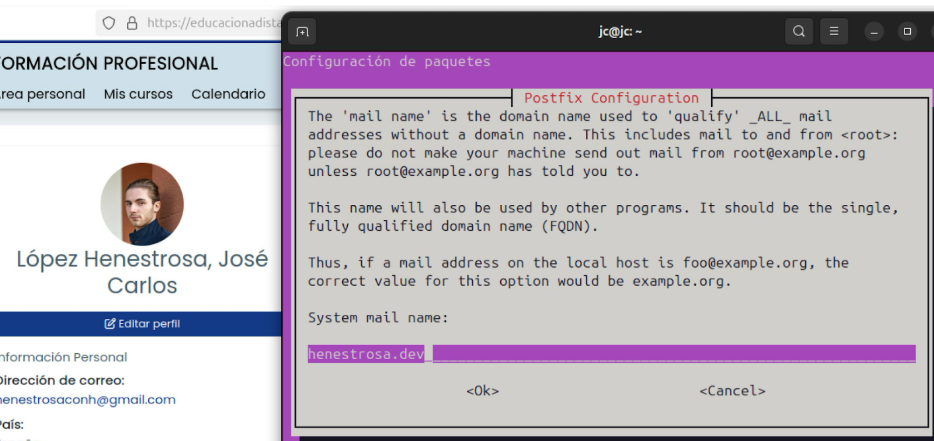 https://educacionadista
FORMACIÓN PROFESIONAL
Área personal Mis cursos Calendario
López Henestrosa, José
Carlos
Editar perfil
Información Personal
Dirección de correo:
henestrosaconh@gmail.com
País:
jc@jc: ~
Configuración de paquetes
Postfix Configuration
The 'mail name' is the domain name used to 'qualify' _ALL_ mail
addresses without a domain name. This includes mail to and from <root>:
please do not make your machine send out mail from root@example.org
unless root@example.org has told you to.
This name will also be used by other programs. It should be the single,
fully qualified domain name (FQDN).
Thus, if a mail address on the local host is foo@example.org, the
correct value for this option would be example.org.
System mail name:
henestrosa.dev
<Ok> <Cancel>